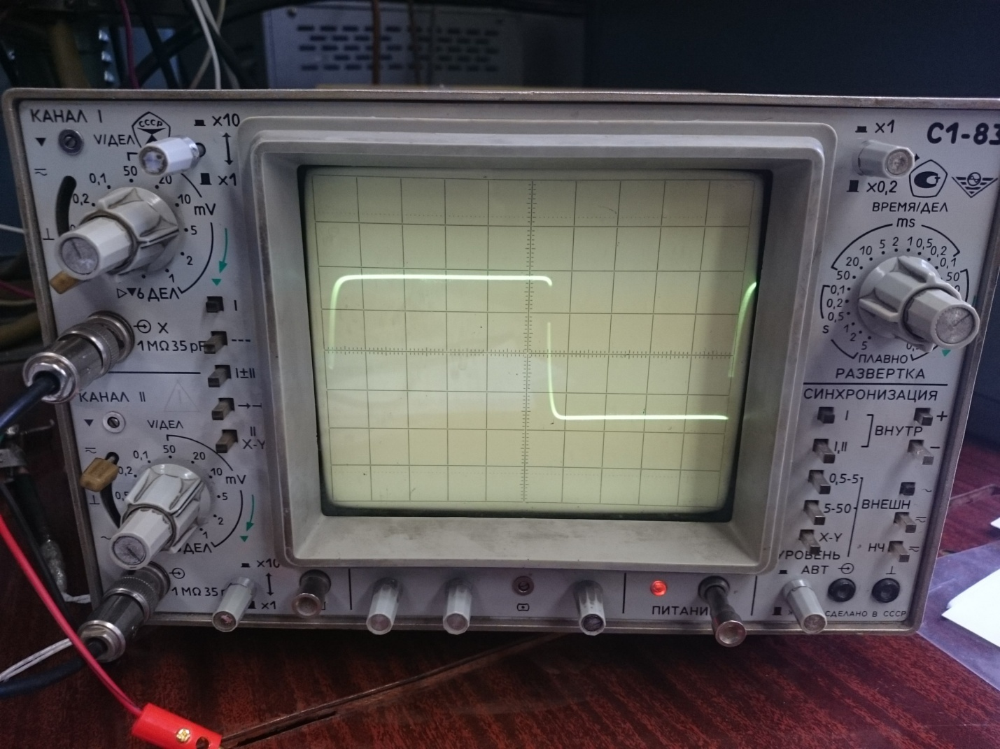 КАНАЛ I
СССР
V/ДЕЛ
x10
x1
50
20
10
mV
5
2
1
0,1
0,2
▷▼6 ДЕЛ
X
1 MΩ 35 pF
I
---
I±II
→→
II
X-Y
КАНАЛ II
V/ДЕЛ
50
20
10
mV
5
2
1
0,1
0,2
0,5
ДЕЛ
1 MΩ 35
x10
x1
x1
С1-83
x0,2
ВРЕМЯ/ДЕЛ
ms
10 5 2 1 0,5 0,2
20
0,1
50
50
0,1
0,2
0,5
s
1
2
5
ПЛАВНО
РАЗВЕРТКА
СИНХРОНИЗАЦИЯ
I
ВНУТР
+
I,II
-
0,5-5
~
5-50
ВНЕШН
X-Y
НЧ
УРОВЕНЬ
АВТ
⊥
ПИТАНИ
СДЕЛАНО В СССР